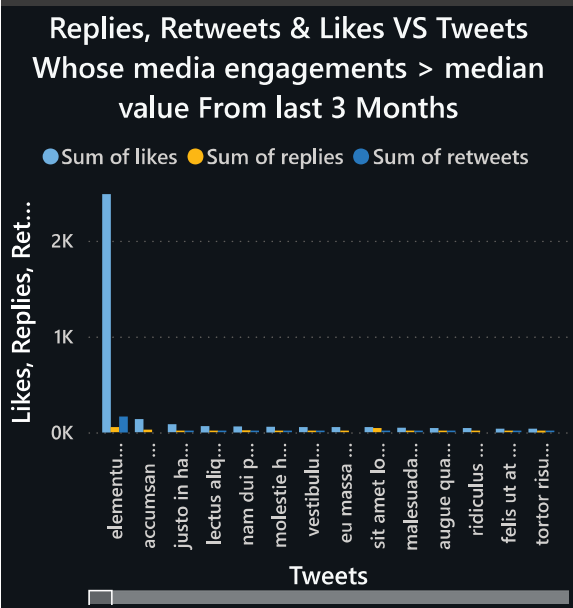 Replies, Retweets & Likes VS Tweets
Whose media engagements > median
value From last 3 Months
Sum of likes Sum of replies Sum of retweets
Likes, Replies, Ret...
2K
1K
0K
elementu...
accumsan ...
justo in ha...
lectus aliq...
nam dui p...
molestie h...
vestibulu...
eu massa ...
sit amet lo...
malesuada...
augue qua...
ridiculus ...
felis ut at ...
tortor risu...
Tweets